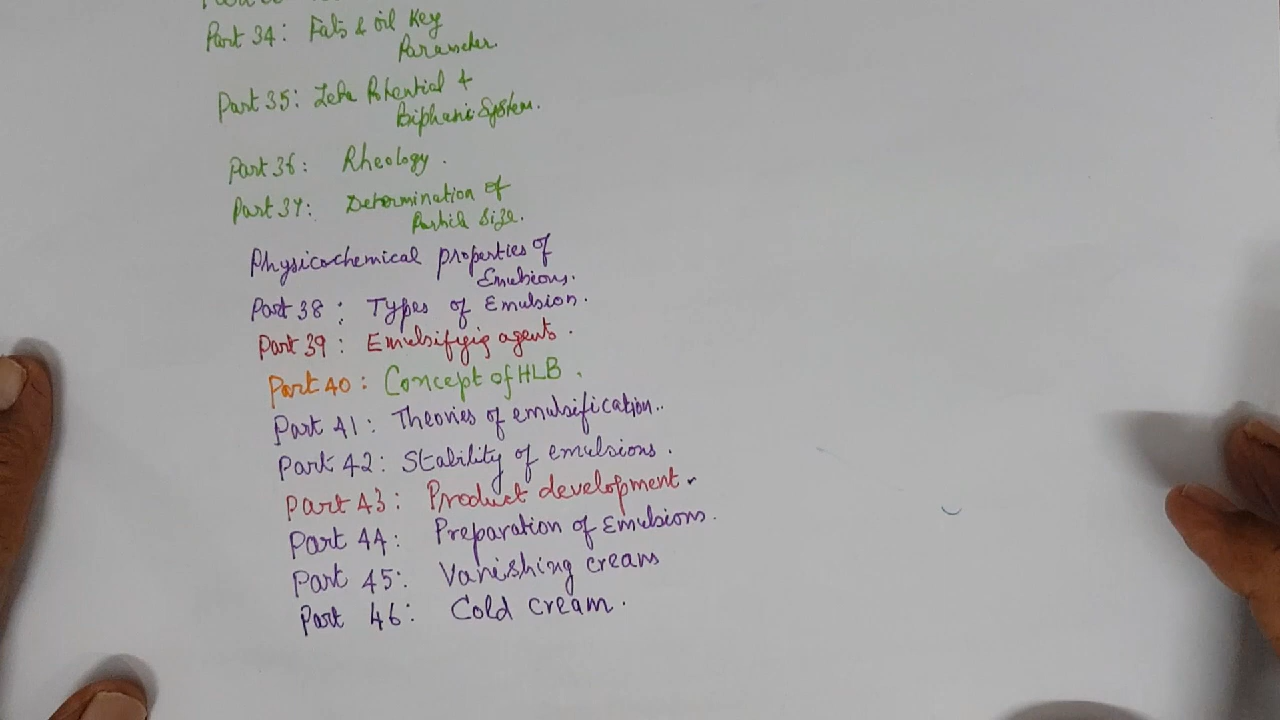 Part 34: Fats & oil Key
Parameter.
Part 35: Zeta Potential &
Biphasic System.
Part 36: Rheology.
Part 37: Determination of
Particle Size.
Physicochemical properties of
Emulsions.
Part 38: Types of Emulsion.
Part 39: Emulsifyig agents.
Part 40: Concept of HLB.
Part 41: Theories of emulsification..
Part 42: Stability of emulsions.
Part 43: Product development.
Part 44: Preparation of Emulsions.
Part 45: Vanishing cream
Part 46: Cold cream.